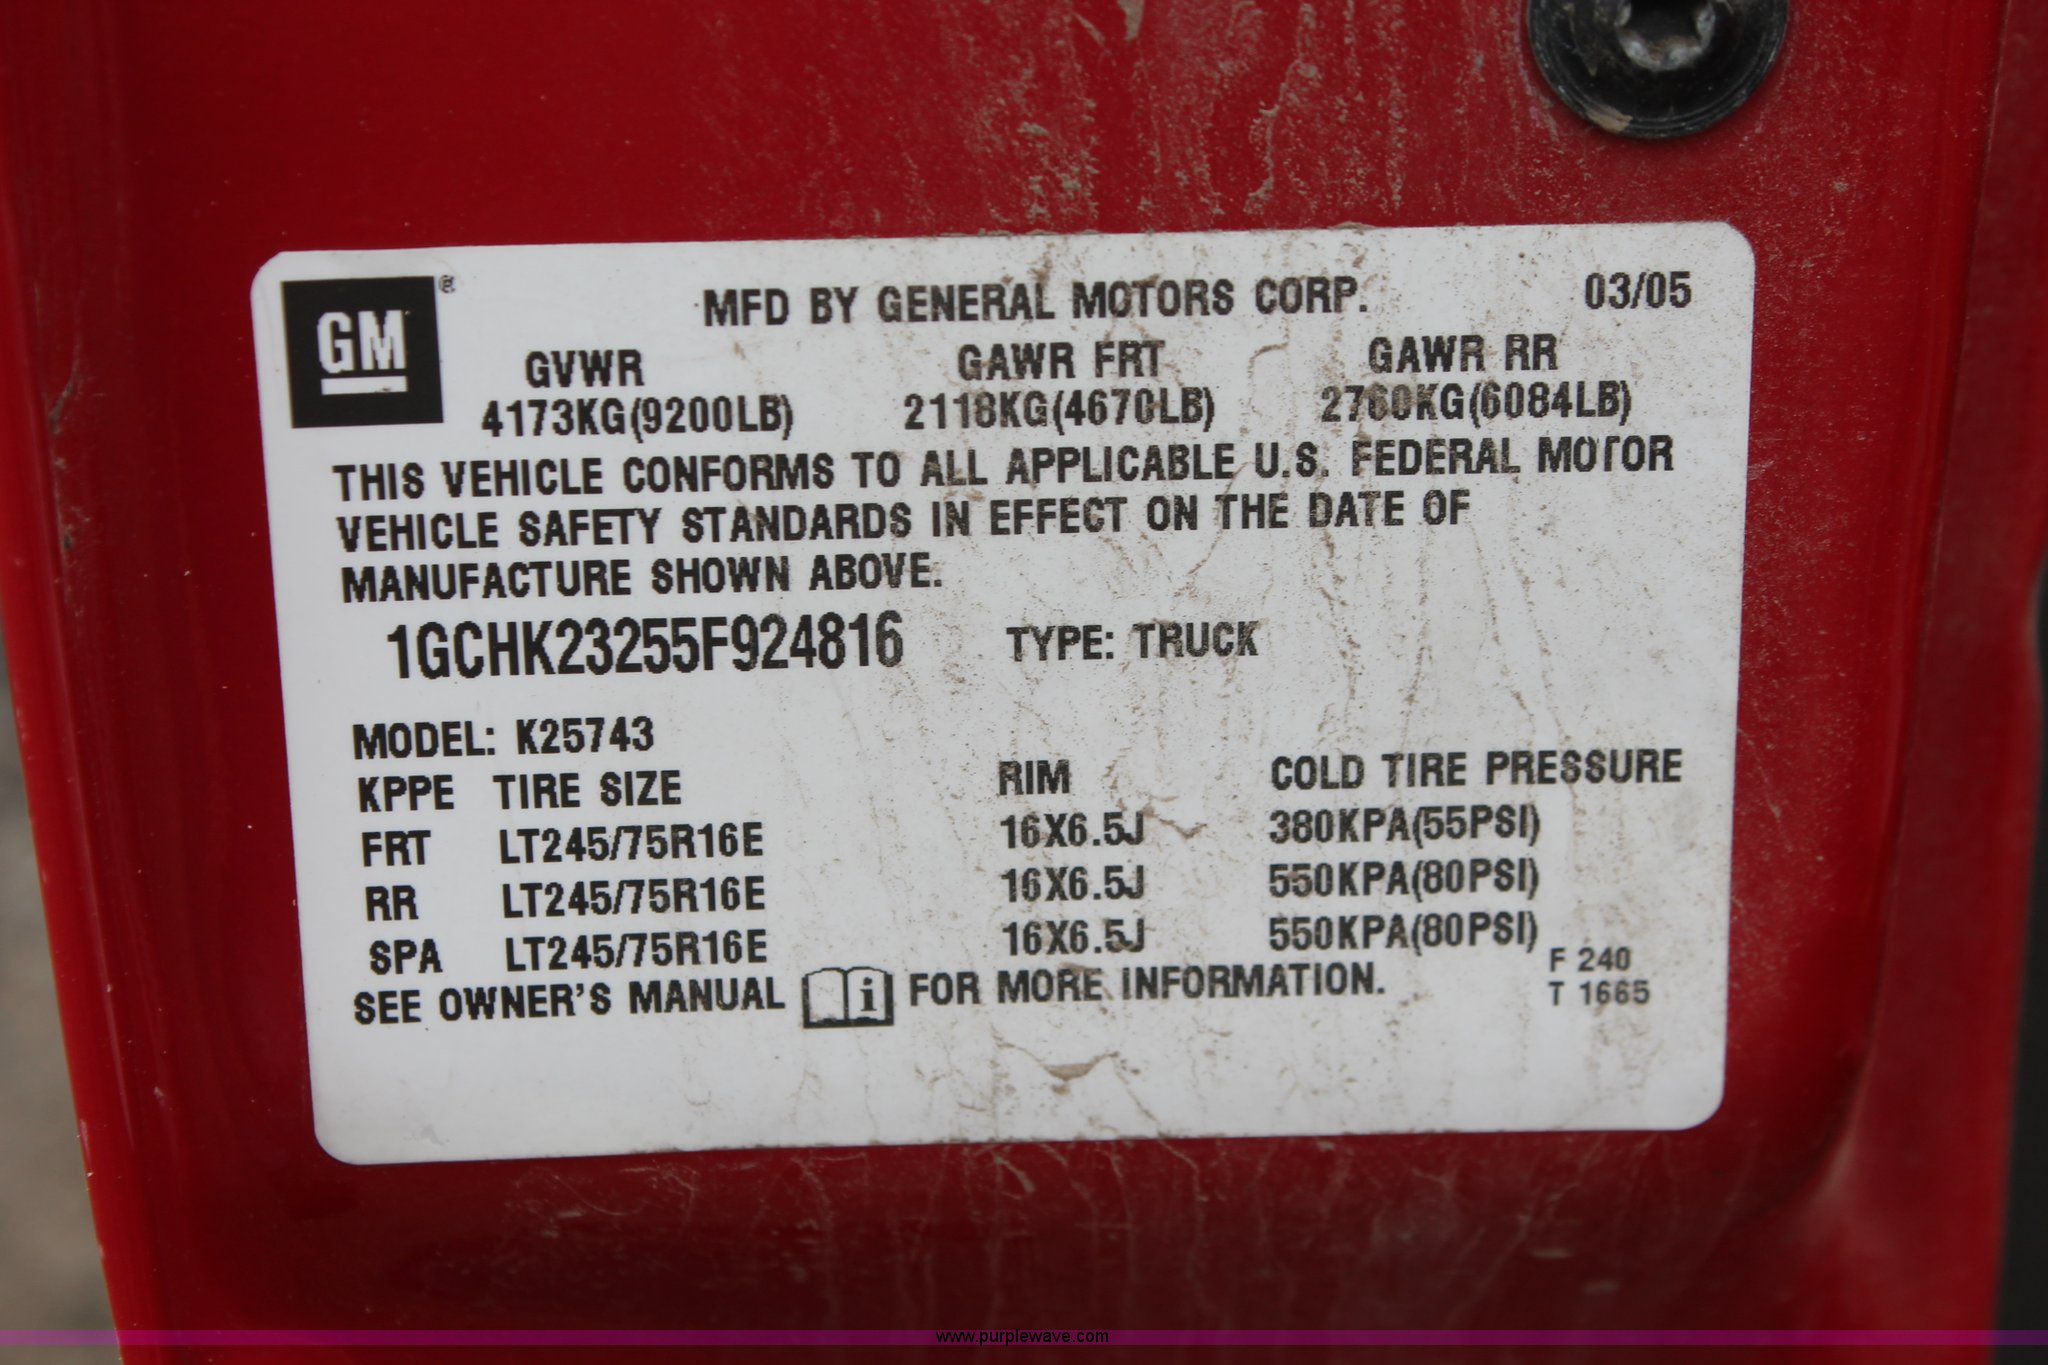 GM ® MFD BY GENERAL MOTORS CORP. 03/05
GVWR GAWR FRT GAWR RR
4173KG(9200LB) 2118KG(4670LB) 2760KG(6084LB)
THIS VEHICLE CONFORMS TO ALL APPLICABLE U.S. FEDERAL MOTOR
VEHICLE SAFETY STANDARDS IN EFFECT ON THE DATE OF
MANUFACTURE SHOWN ABOVE.
1GCHK23255F924816 TYPE: TRUCK
MODEL: K25743
KPPE TIRE SIZE RIM COLD TIRE PRESSURE
FRT LT245/75R16E 16X6.5J 380KPA(55PSI)
RR LT245/75R16E 16X6.5J 550KPA(80PSI)
SPA LT245/75R16E 16X6.5J 550KPA(80PSI)
SEE OWNER'S MANUAL i FOR MORE INFORMATION.
F 240
T 1665
www.purplewave.com